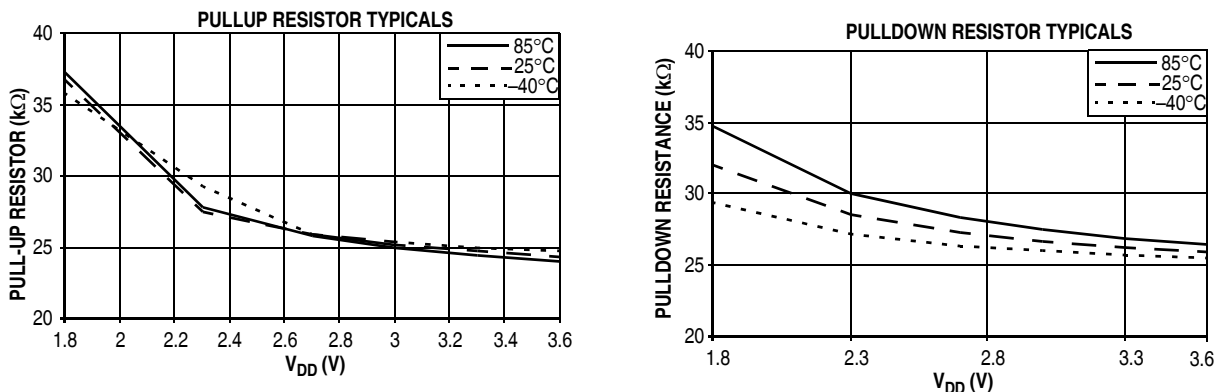 PULLUP RESISTOR TYPICALS
PULL-UP RESISTOR (kΩ)
40
35
30
25
20
85°C
25°C
–40°C
1.8 2 2.2 2.4 2.6 2.8 3 3.2 3.4 3.6
VDD (V)
PULLDOWN RESISTOR TYPICALS
PULLDOWN RESISTANCE (kΩ)
40
35
30
25
20
85°C
25°C
–40°C
1.8 2.3 2.8 3.3 3.6
VDD (V)